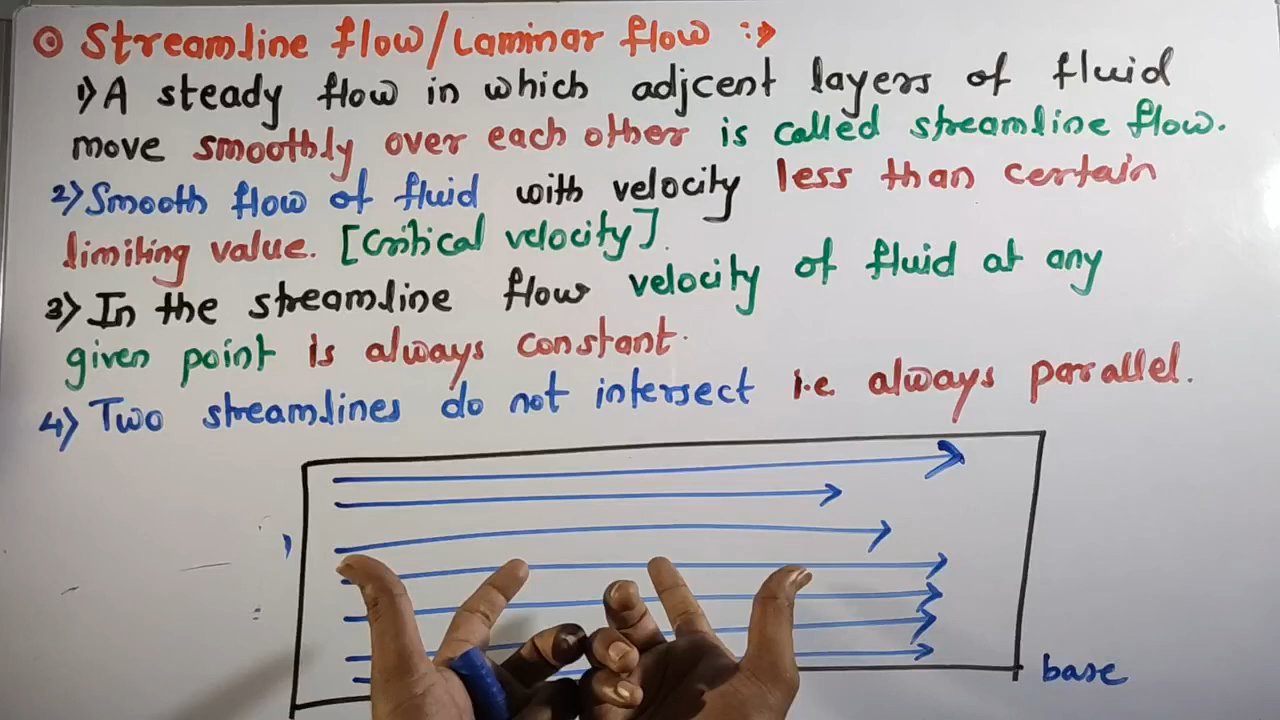 Streamline flow/Laminar flow :→
1) A steady flow in which adjcent layers of fluid
move smoothly over each other is called streamline flow.
2) Smooth flow of fluid with velocity less than certain
limiting value. [Critical velocity].
3) In the streamline flow velocity of fluid at any
given point is always constant.
4) Two streamlines do not intersect i.e always parallel.
base